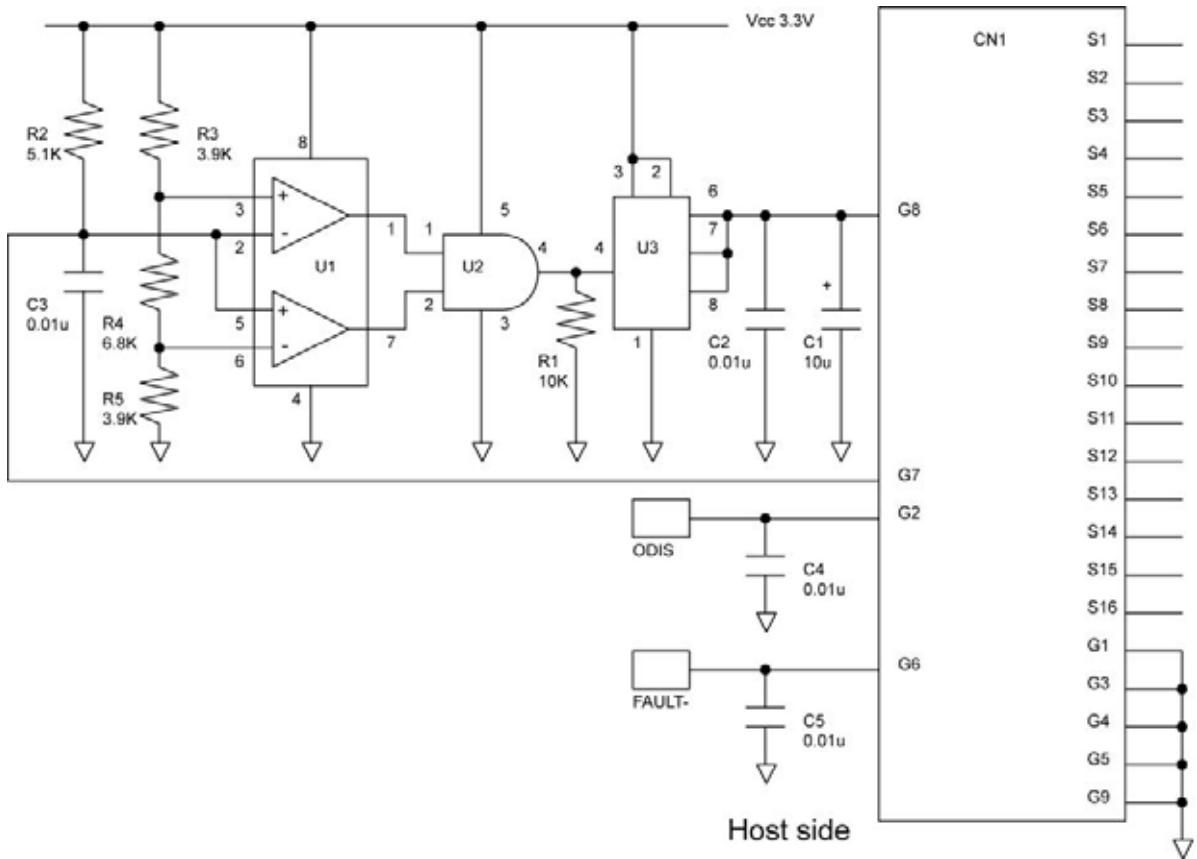 Vcc 3.3V
CN1
S1
S2
S3
S4
S5
S6
S7
S8
S9
S10
S11
S12
S13
S14
S15
S16
G1
G3
G4
G5
G9
G8
G7
G2
G6
R2
5.1K
R3
3.9K
8
+
3
-
2
1
U1
+
5
-
6
7
4
C3
0.01u
R4
6.8K
R5
3.9K
1
U2
2
5
4
3
R1
10K
3
2
4
U3
6
7
8
1
C2
0.01u
+
C1
10u
ODIS
C4
0.01u
FAULT-
C5
0.01u
Host side